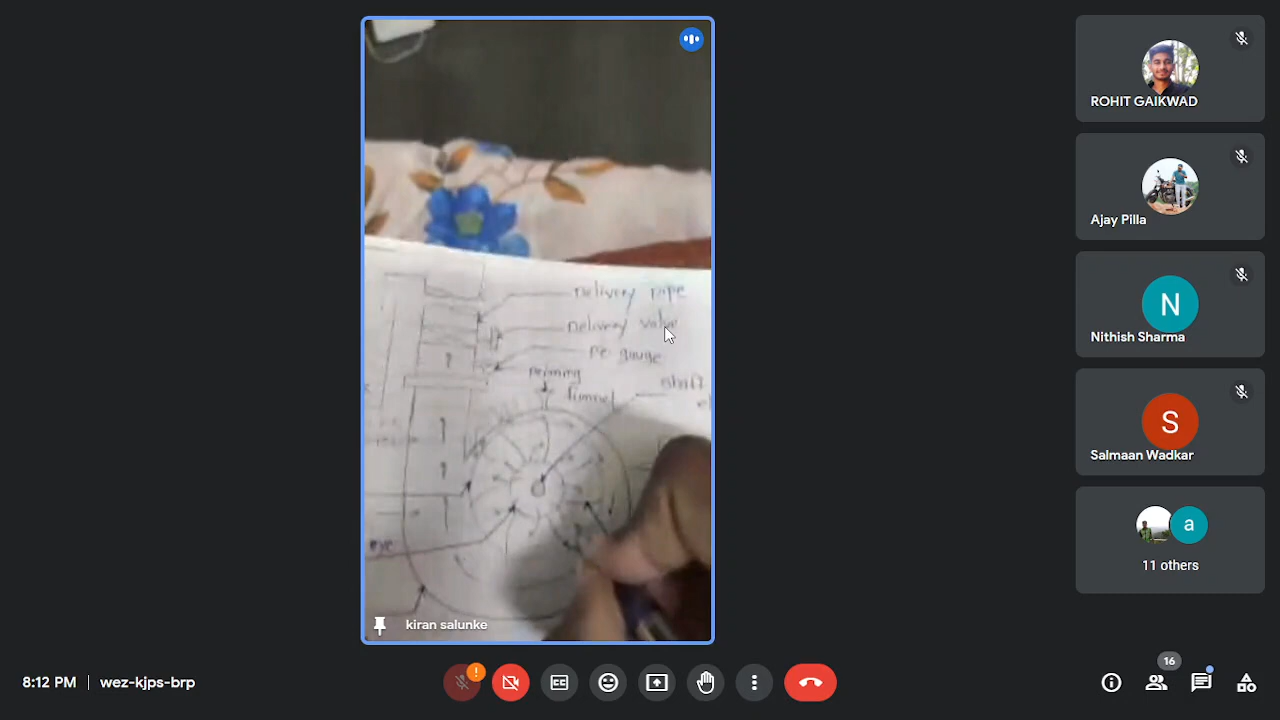 Delivery pipe
Delivery valve
Pr gauge
Priming
funnel
shaft
eye
kiran salunke
ROHIT GAIKWAD
Ajay Pilla
N
Nithish Sharma
S
Salmaan Wadkar
a
11 others
8:12 PM
wez-kjps-brp
!
16